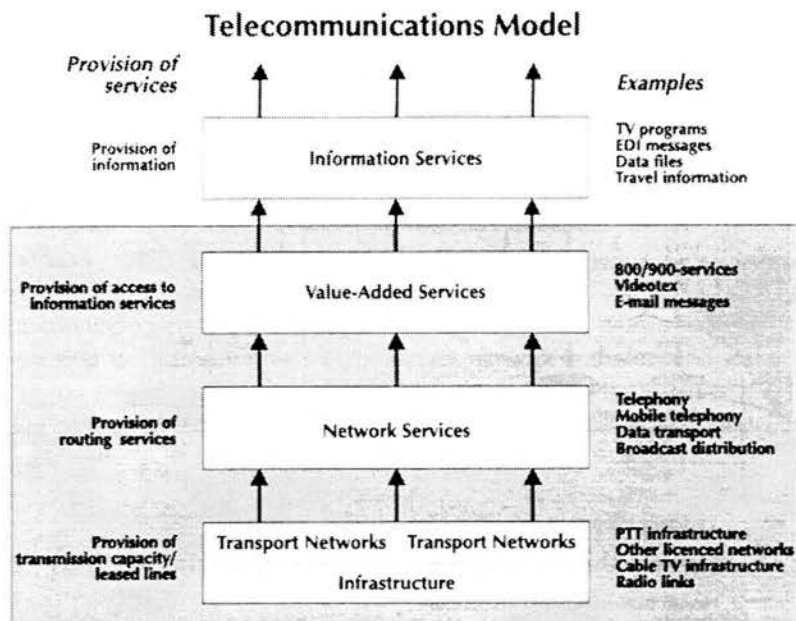 Telecommunications Model
Provision of
services
Examples
Provision of
information
Information Services
TV programs
EDI messages
Data files
Travel information
Provision of access to
information services
Value-Added Services
800/900-services
Videotex
E-mail messages
Provision of
routing services
Network Services
Telephony
Mobile telephony
Data transport
Broadcast distribution
Provision of
transmission capacity/
leased lines
Transport Networks Transport Networks
Infrastructure
PTT infrastructure
Other licenced networks
Cable TV infrastructure
Radio links